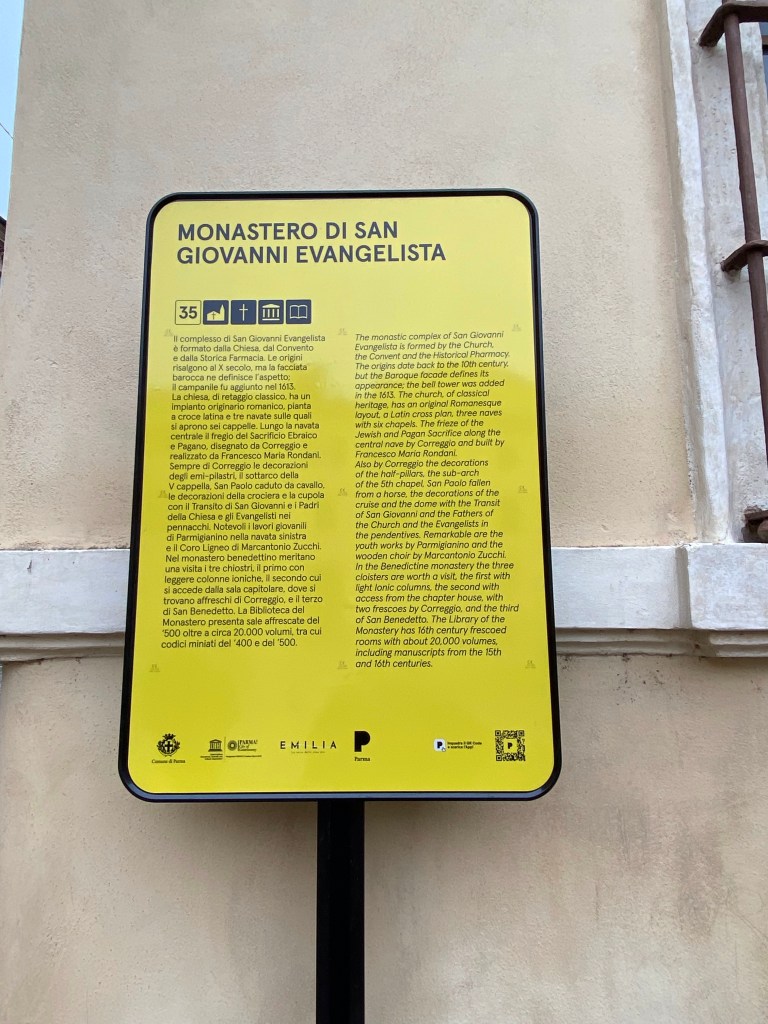 MONASTERO DI SAN
GIOVANNI EVANGELISTA
35
Il complesso di San Giovanni Evangelista
è formato dalla Chiesa, dal Convento
e dalla Storica Farmacia. Le origini
risalgono al X secolo, ma la facciata
barocca ne definisce l'aspetto;
il campanile fu aggiunto nel 1613.
La chiesa, di retaggio classico, ha un
impianto originario romanico, pianta
a croce latina e tre navate sulle quali
si aprono sei cappelle. Lungo la navata
centrale il fregio del Sacrificio Ebraico
e Pagano, disegnato da Correggio e
realizzato da Francesco Maria Rondani.
Sempre di Correggio le decorazioni
degli emi-pilastri, il sottarco della
V cappella, San Paolo caduto da cavallo,
le decorazioni della crociera e la cupola
con il Transito di San Giovanni e i Padri
della Chiesa e gli Evangelisti nei
pennacchi. Notevoli i lavori giovanili
di Parmigianino nella navata sinistra
e il Coro Ligneo di Marcantonio Zucchi.
Nel monastero benedettino meritano
una visita i tre chiostri, il primo con
leggere colonne ioniche, il secondo cui
si accede dalla sala capitolare, dove si
trovano affreschi di Correggio, e il terzo
di San Benedetto. La Biblioteca del
Monastero presenta sale affrescate del
'500 oltre a circa 20.000 volumi, tra cui
codici miniati del '400 e del '500.
The monastic complex of San Giovanni
Evangelista is formed by the Church,
the Convent and the Historical Pharmacy.
The origins date back to the 10th century,
but the Baroque facade defines its
appearance; the bell tower was added
in the 1613. The church, of classical
heritage, has an original Romanesque
layout, a Latin cross plan, three naves
with six chapels. The frieze of the
Jewish and Pagan Sacrifice along the
central nave by Correggio and built by
Francesco Maria Rondani.
Also by Correggio the decorations
of the half-pillars, the sub-arch
of the 5th chapel, San Paolo fallen
from a horse, the decorations of the
cruise and the dome with the Transit
of San Giovanni and the Fathers of
the Church and the Evangelists in
the pendentives. Remarkable are the
youth works by Parmigianino and the
wooden choir by Marcantonio Zucchi.
In the Benedictine monastery the three
cloisters are worth a visit, the first with
light Ionic columns, the second with
access from the chapter house, with
two frescoes by Correggio, and the third
of San Benedetto. The Library of the
Monastery has 16th century frescoed
rooms with about 20,000 volumes,
including manuscripts from the 15th
and 16th centuries.
Comune di Parma
PARMA
EMILIA
P
Parma
P
Inquadra il QR Code
e scarica l'App!
P